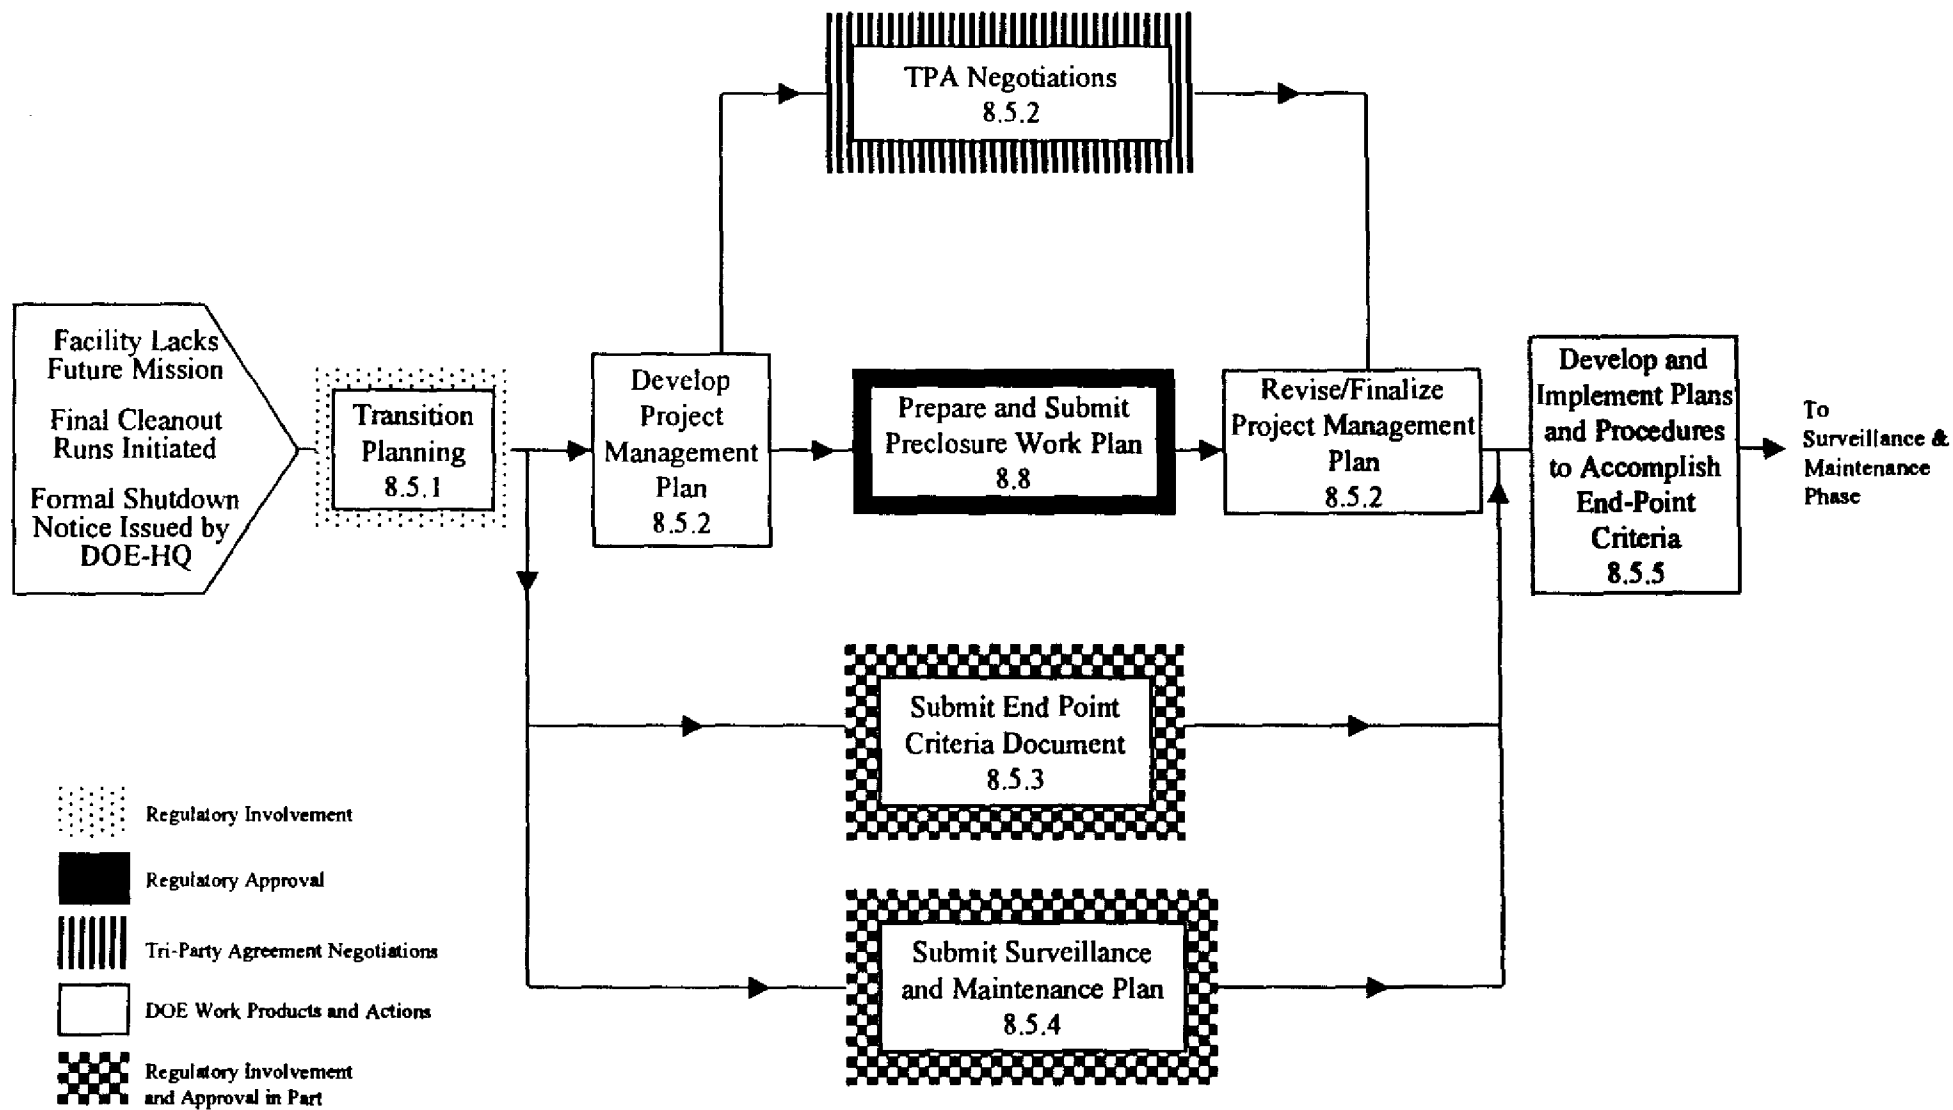 TPA Negotiations
8.5.2
Facility Lacks
Future Mission
Final Cleanout
Runs Initiated
Formal Shutdown
Notice Issued by
DOE-HQ
Transition
Planning
8.5.1
Develop
Project
Management
Plan
8.5.2
Prepare and Submit
Preclosure Work Plan
8.8
Revise/Finalize
Project Management
Plan
8.5.2
Develop and
Implement Plans
and Procedures
to Accomplish
End-Point
Criteria
8.5.5
To
Surveillance &
Maintenance
Phase
Submit End Point
Criteria Document
8.5.3
Submit Surveillance
and Maintenance Plan
8.5.4
Regulatory Involvement
Regulatory Approval
Tri-Party Agreement Negotiations
DOE Work Products and Actions
Regulatory Involvement
and Approval in Part